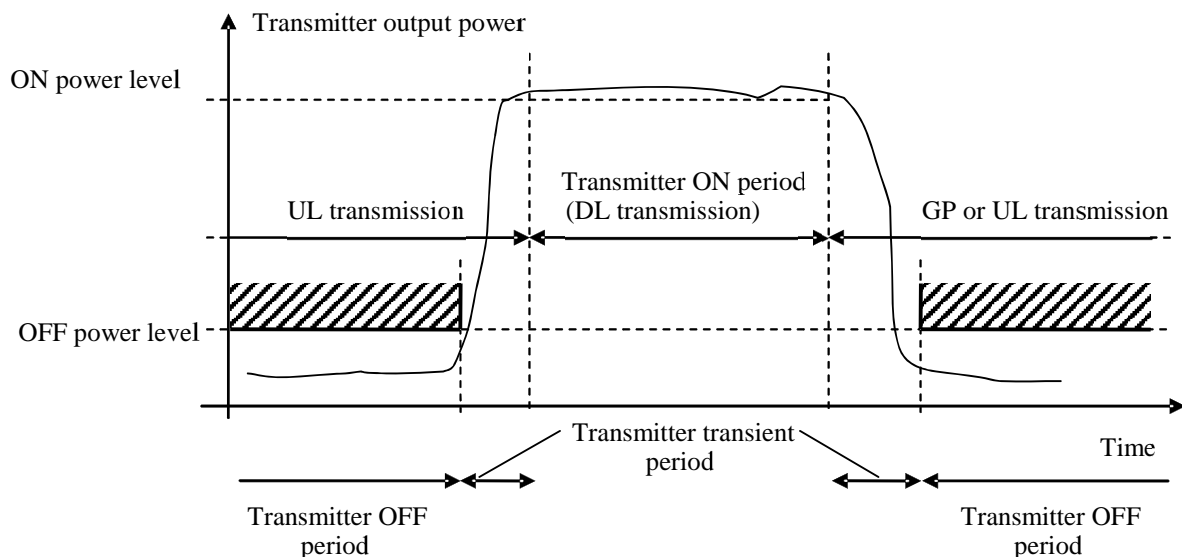 Transmitter output power
ON power level
Transmitter ON period
(DL transmission)
UL transmission
GP or UL transmission
OFF power level
Transmitter transient
period
Time
Transmitter OFF
period
Transmitter OFF
period